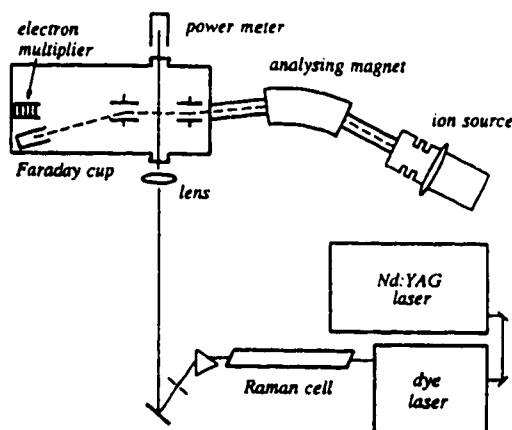 electron
multiplier
power meter
analysing magnet
ion source
Faraday cup
lens
Nd:YAG
laser
Raman cell
dye
laser